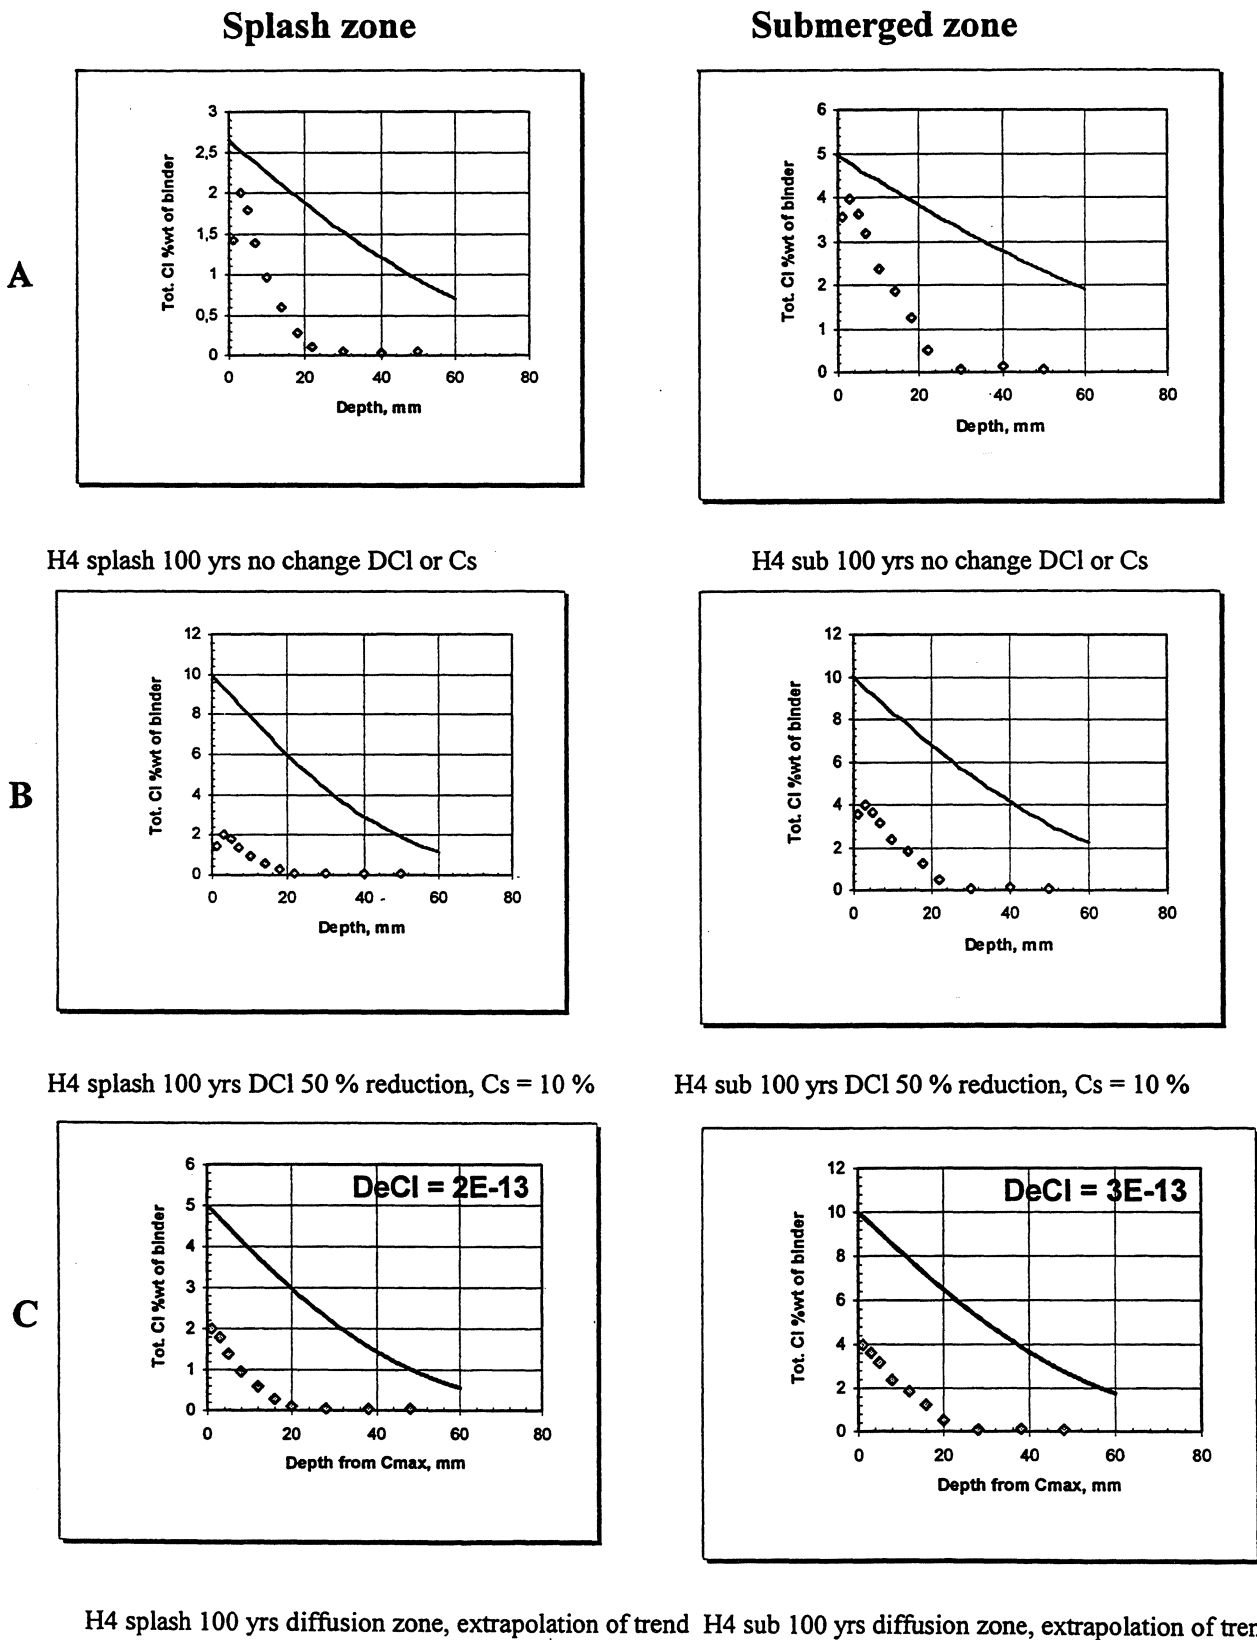 Splash zone
Submerged zone
A
3
2,5
2
1,5
1
0,5
0
0 20 40 60 80
Tot. Cl %wt of binder
Depth, mm
6
5
4
3
2
1
0
0 20 40 60 80
Tot. Cl %wt of binder
Depth, mm
H4 splash 100 yrs no change DCl or Cs
H4 sub 100 yrs no change DCl or Cs
B
12
10
8
6
4
2
0
0 20 40 60 80
Tot. Cl %wt of binder
Depth, mm
12
10
8
6
4
2
0
0 20 40 60 80
Tot. Cl %wt of binder
Depth, mm
H4 splash 100 yrs DCl 50 % reduction, Cs = 10 %
H4 sub 100 yrs DCl 50 % reduction, Cs = 10 %
C
DeCl = 2E-13
6
5
4
3
2
1
0
0 20 40 60 80
Tot. Cl %wt of binder
Depth from Cmax, mm
DeCl = 3E-13
12
10
8
6
4
2
0
0 20 40 60 80
Tot. Cl %wt of binder
Depth from Cmax, mm
H4 splash 100 yrs diffusion zone, extrapolation of trend
H4 sub 100 yrs diffusion zone, extrapolation of